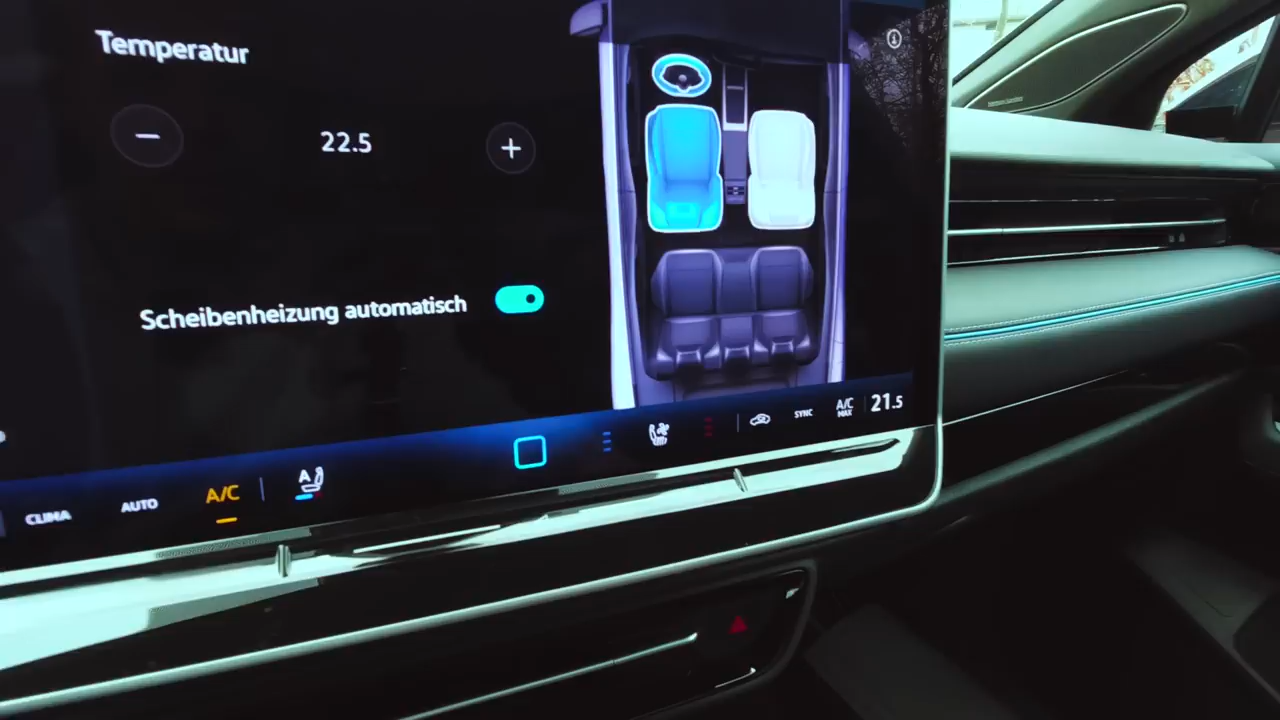 Temperatur
22.5
Scheibenheizung automatisch
CLIMA AUTO A/C A SYNC A/C MAX 21.5